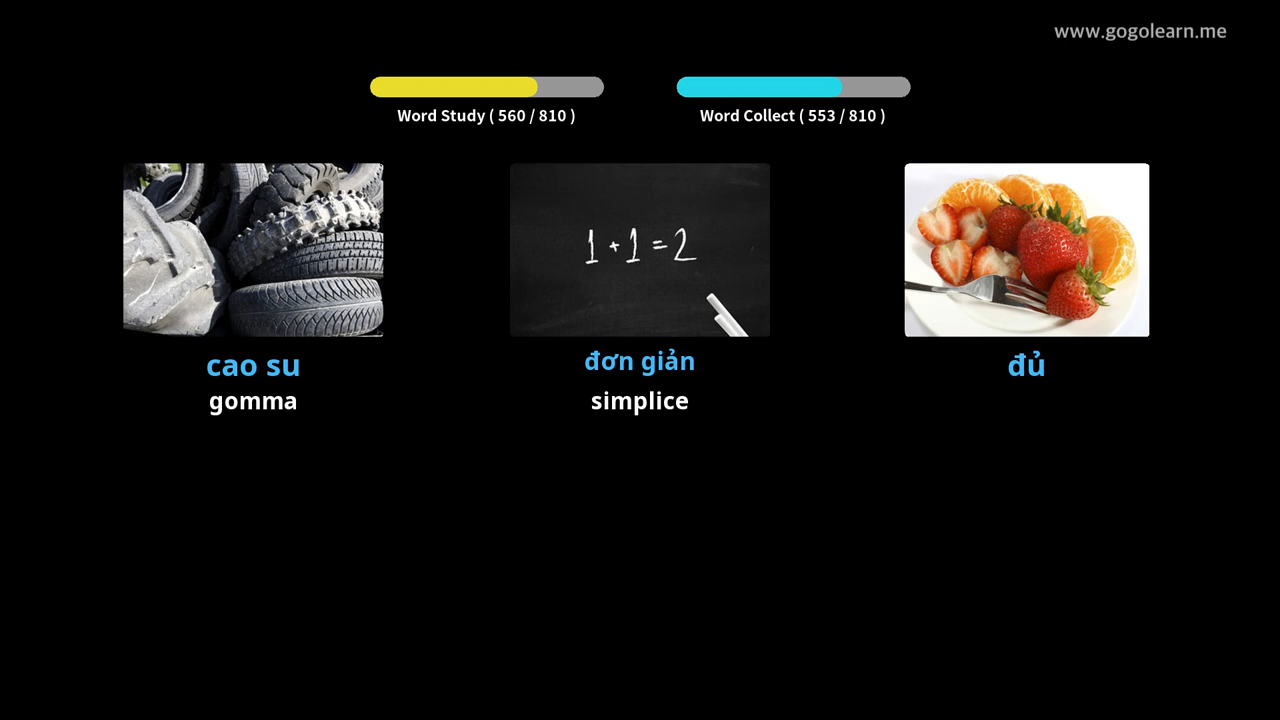 www.gogolearn.me
Word Study ( 560 / 810 )
Word Collect ( 553 / 810 )
1 + 1 = 2
cao su
đơn giản
đủ
gomma
simplice